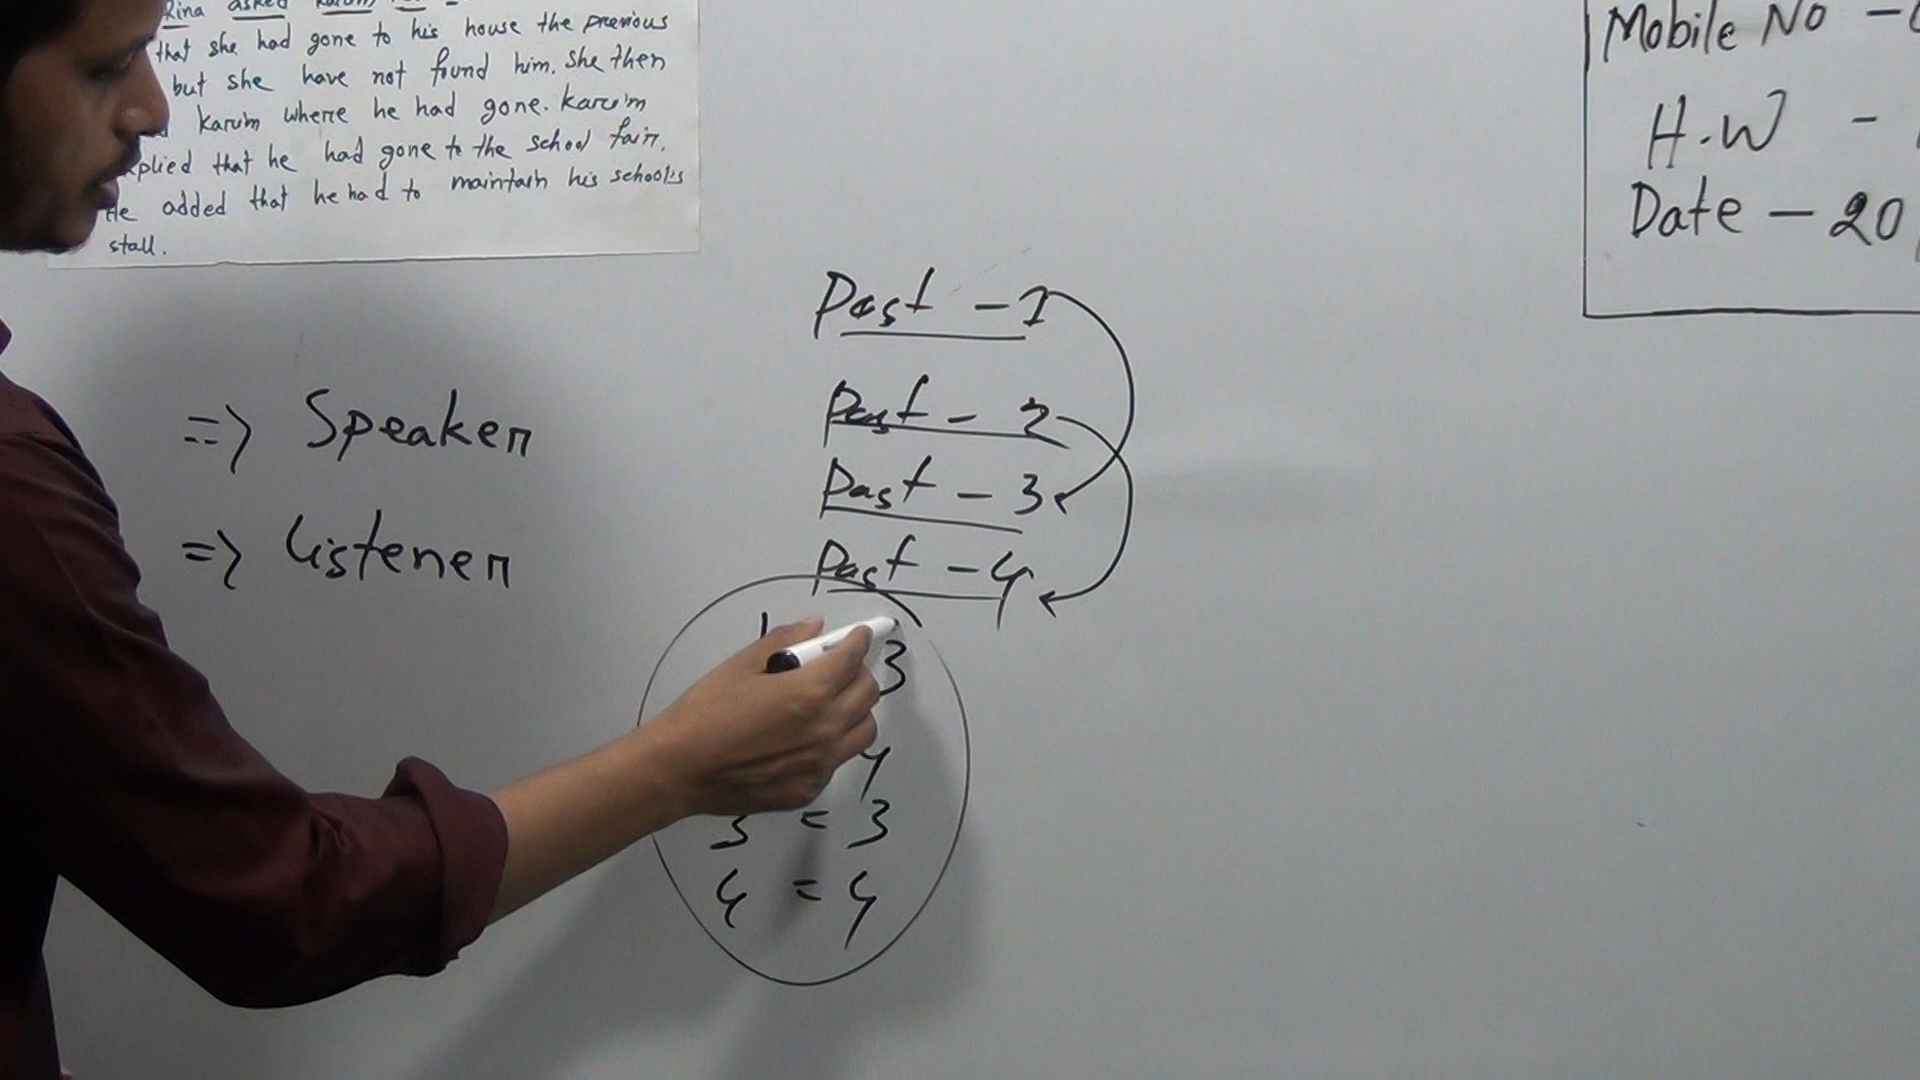 Rina asked
that she had gone to his house the previous
but she have not found him. She then
Karim where he had gone. Karim
plied that he had gone to the school fair.
He added that he had to maintain his school's
stall.
Mobile No -
H.W -
Date - 20
Past - 1
Past - 2
Past - 3
Past - 4
=> Speaker
=> Listener
3
4
3 = 3
4 = 4